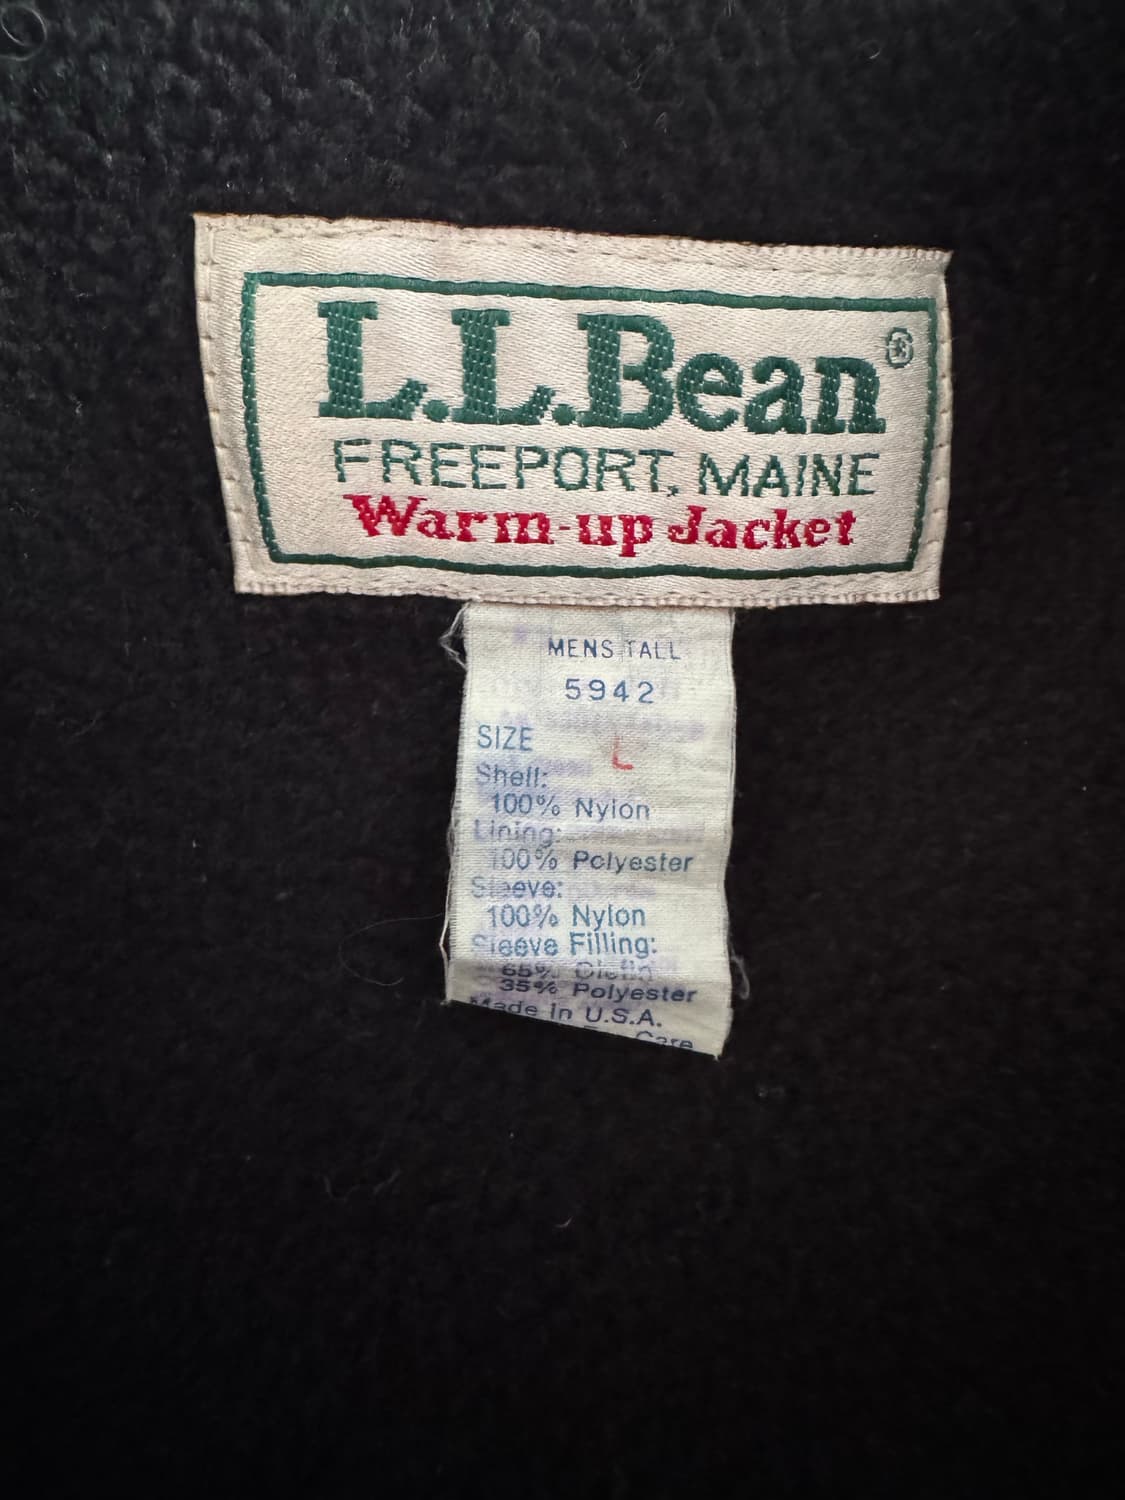 L.L.Bean®
FREEPORT, MAINE
Warm-up Jacket
MENS TALL
5942
SIZE L
Shell:
100% Nylon
Lining:
100% Polyester
Sleeve:
100% Nylon
Sleeve Filling:
65% Olefin
35% Polyester
Made in U.S.A.
Care